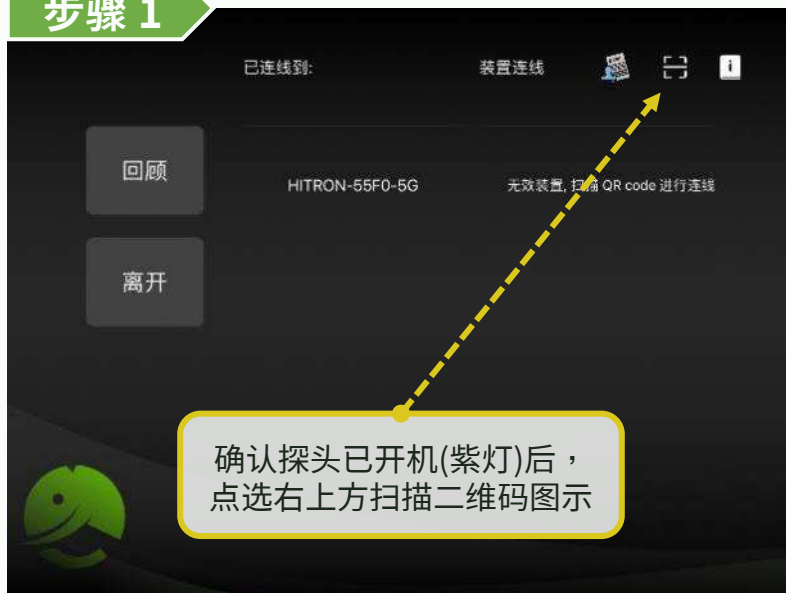 步骤 1
已连线到:
装置连线
回顾
HITRON-55F0-5G
无效装置, 扫描 QR code 进行连线
离开
确认探头已开机(紫灯)后，
点选右上方扫描二维码图示